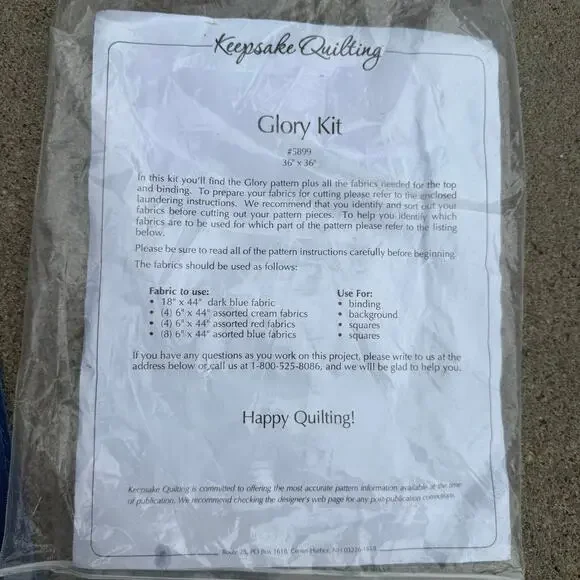 Keepsake Quilting
Glory Kit
#5899
36" x 36"
In this kit you'll find the Glory pattern plus all the fabrics needed for the top
and binding. To prepare your fabrics for cutting please refer to the enclosed
laundering instructions. We recommend that you identify and sort out your
fabrics before cutting out your pattern pieces. To help you identify which
fabrics are to be used for which part of the pattern please refer to the listing
below.
Please be sure to read all of the pattern instructions carefully before beginning.
The fabrics should be used as follows:
Fabric to use: Use For:
• 18" x 44" dark blue fabric • binding
• (4) 6" x 44" assorted cream fabrics • background
• (4) 6" x 44" assorted red fabrics • squares
• (8) 6" x 44" assorted blue fabrics • squares
If you have any questions as you work on this project, please write to us at the
address below or call us at 1-800-525-8086, and we will be glad to help you.
Happy Quilting!
Keepsake Quilting is committed to offering the most accurate pattern information available at the time
of publication. We recommend checking the designer's web page for any post-publication corrections.
Route 25, PO Box 1618, Center Harbor, NH 03226-1618